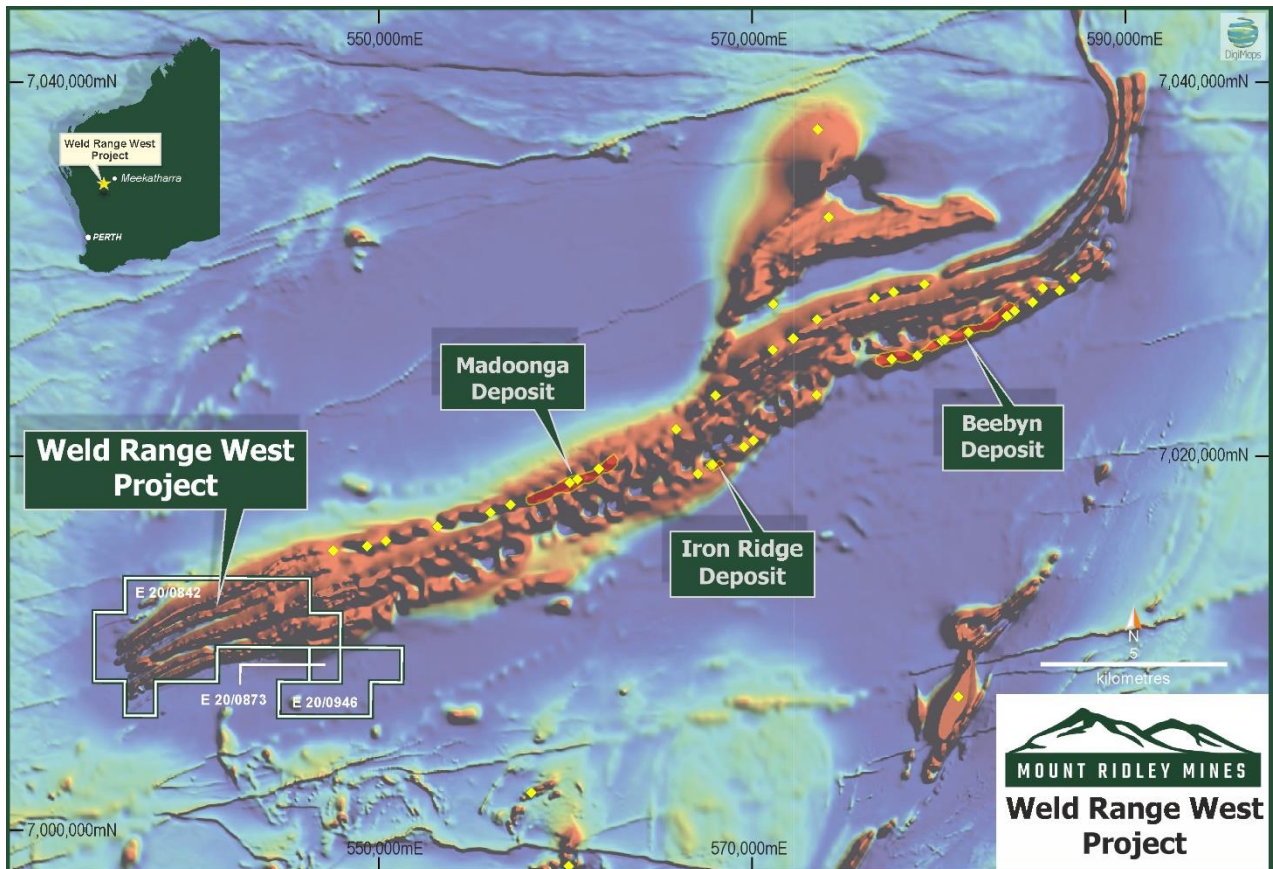 550,000mE
570,000mE
590,000mE
DigiMaps
7,040,000mN
7,040,000mN
Weld Range West
Project
Meekatharra
PERTH
Madoonga
Deposit
Beebyn
Deposit
Weld Range West
Project
7,020,000mN
Iron Ridge
Deposit
E 20/0842
E 20/0873
E 20/0946
N
5
kilometres
MOUNT RIDLEY MINES
Weld Range West
Project
7,000,000mN
550,000mE
570,000mE